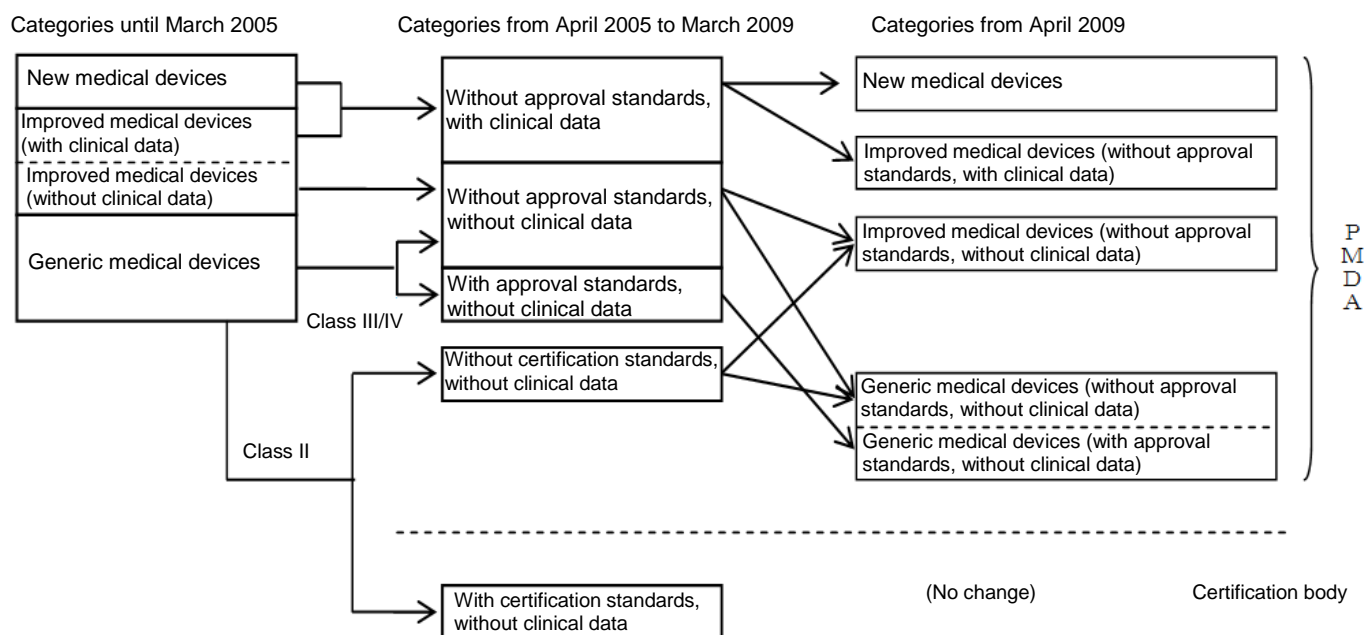 Categories until March 2005
Categories from April 2005 to March 2009
Categories from April 2009
New medical devices
Improved medical devices
(with clinical data)
Improved medical devices
(without clinical data)
Generic medical devices
Class III/IV
Class II
Without approval standards,
with clinical data
Without approval standards,
without clinical data
With approval standards,
without clinical data
Without certification standards,
without clinical data
With certification standards,
without clinical data
New medical devices
Improved medical devices (without approval
standards, with clinical data)
Improved medical devices (without approval
standards, without clinical data)
Generic medical devices (without approval
standards, without clinical data)
Generic medical devices (with approval
standards, without clinical data)
P
M
D
A
(No change)
Certification body